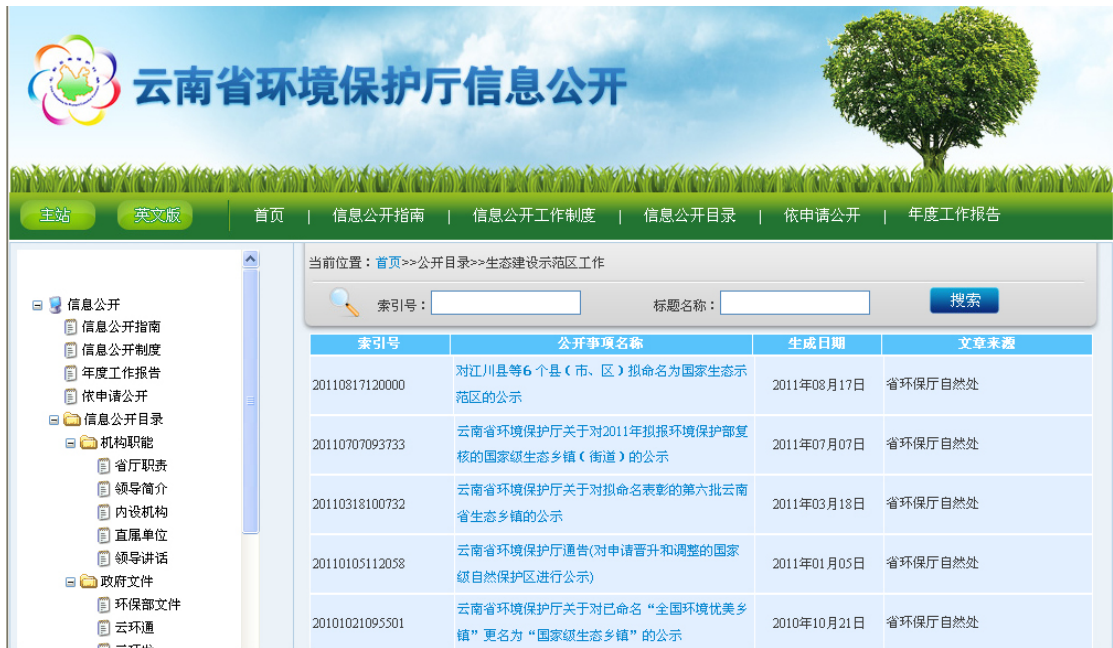 云南省环境保护厅信息公开
主站 英文版 首页 | 信息公开指南 | 信息公开工作制度 | 信息公开目录 | 依申请公开 | 年度工作报告
当前位置：首页>>公开目录>>生态建设示范区工作
索引号： 标题名称： 搜索
信息公开
信息公开指南
信息公开制度
年度工作报告
依申请公开
信息公开目录
机构职能
省厅职责
领导简介
内设机构
直属单位
领导讲话
政府文件
环保部文件
云环通
索引号 公开事项名称 生成日期 文章来源
20110817120000 对江川县等6 个县（市、区）拟命名为国家生态示
范区的公示 2011年08月17日 省环保厅自然处
20110707093733 云南省环境保护厅关于对2011年拟报环境保护部复
核的国家级生态乡镇（街道）的公示 2011年07月07日 省环保厅自然处
20110318100732 云南省环境保护厅关于对拟命名表彰的第六批云南
省生态乡镇的公示 2011年03月18日 省环保厅自然处
20110105112058 云南省环境保护厅通告(对申请晋升和调整的国家
级自然保护区进行公示) 2011年01月05日 省环保厅自然处
20101021095501 云南省环境保护厅关于对已命名“全国环境优美乡
镇”更名为“国家级生态乡镇”的公示 2010年10月21日 省环保厅自然处